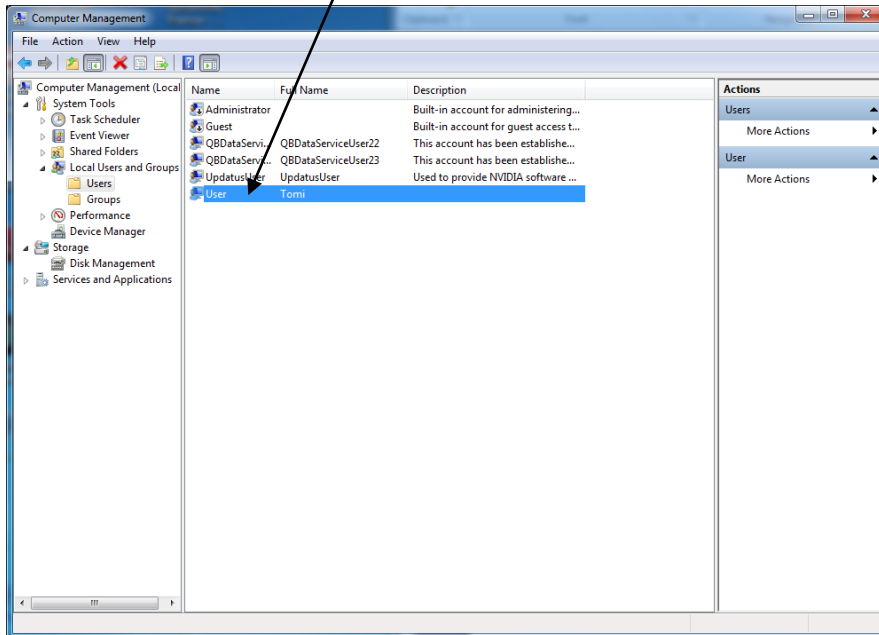 Computer Management
File Action View Help
Computer Management (Local
System Tools
Task Scheduler
Event Viewer
Shared Folders
Local Users and Groups
Users
Groups
Performance
Device Manager
Storage
Disk Management
Services and Applications
Name Full Name Description
Administrator Built-in account for administering...
Guest Built-in account for guest access t...
QBDataServi... QBDataServiceUser22 This account has been establishe...
QBDataServi... QBDataServiceUser23 This account has been establishe...
UpdatusUser UpdatusUser Used to provide NVIDIA software ...
User Tomi
Actions
Users
More Actions
User
More Actions